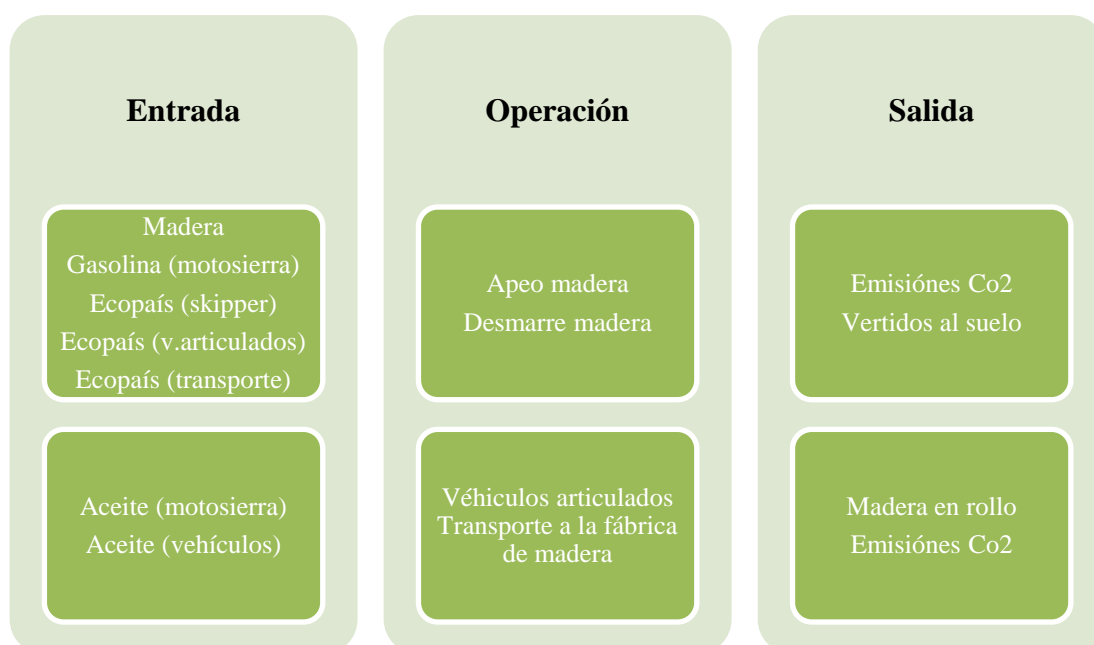 Entrada
Madera
Gasolina (motosierra)
Ecopaís (skipper)
Ecopaís (v.articulados)
Ecopaís (transporte)
Aceite (motosierra)
Aceite (vehículos)
Operación
Apeo madera
Desmarre madera
Véhiculos articulados
Transporte a la fábrica
de madera
Salida
Emisiónes Co2
Vertidos al suelo
Madera en rollo
Emisiónes Co2